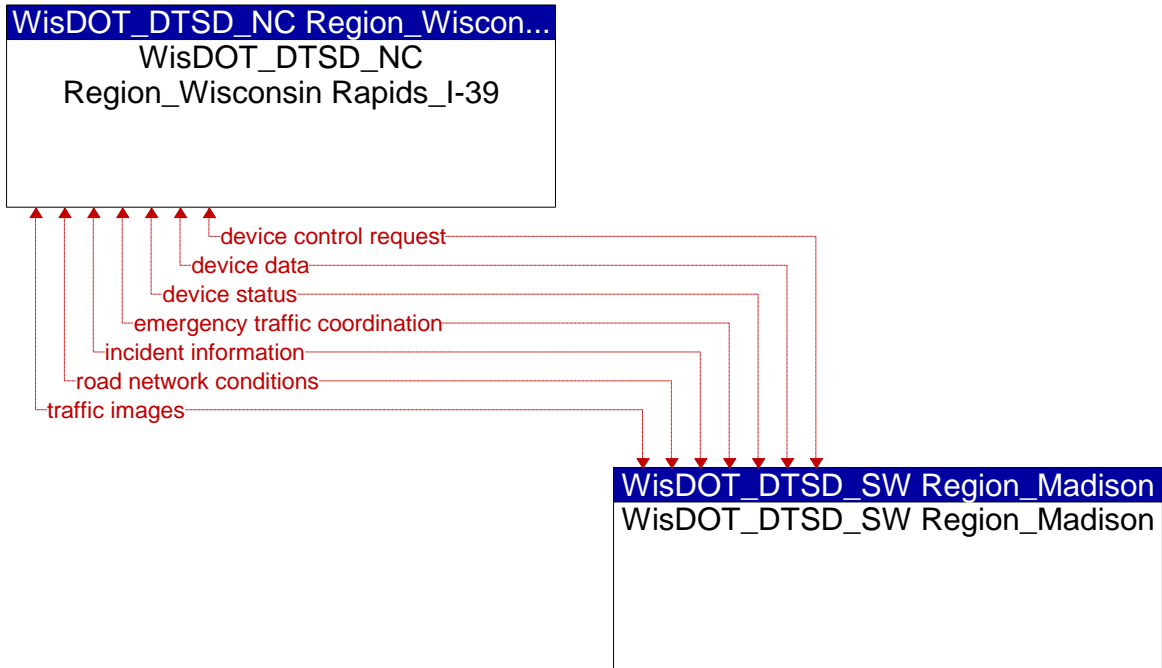 WisDOT_DTSD_NC Region_Wiscon...
WisDOT_DTSD_NC
Region_Wisconsin Rapids_I-39
device control request
device data
device status
emergency traffic coordination
incident information
road network conditions
traffic images
WisDOT_DTSD_SW Region_Madison
WisDOT_DTSD_SW Region_Madison